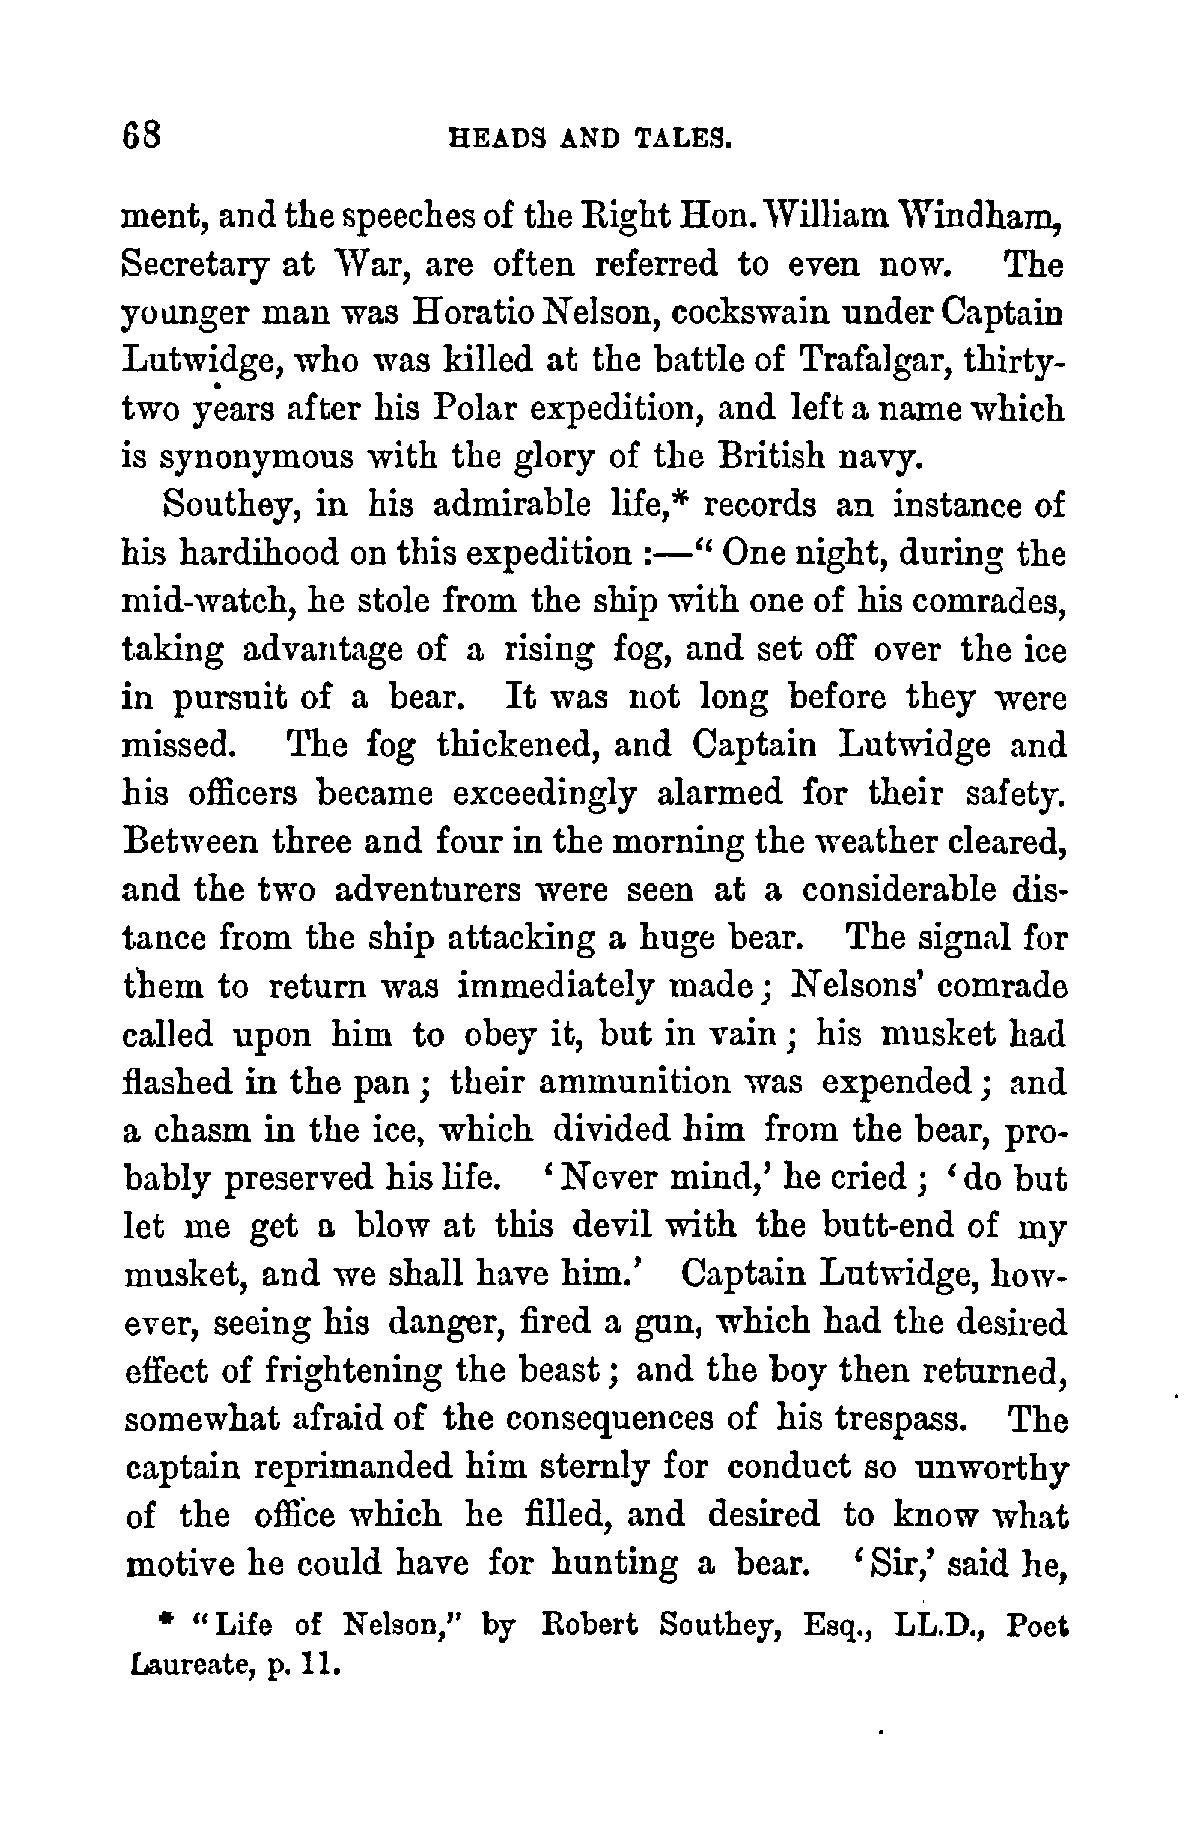 68 HEADS AND TALES.
ment, and the speeches of the Right Hon. William Windham,
Secretary at War, are often referred to even now. The
younger man was Horatio Nelson, cockswain under Captain
Lutwidge, who was killed at the battle of Trafalgar, thirty-
two years after his Polar expedition, and left a name which
is synonymous with the glory of the British navy.
Southey, in his admirable life,* records an instance of
his hardihood on this expedition :—“ One night, during the
mid-watch, he stole from the ship with one of his comrades,
taking advantage of a rising fog, and set off over the ice
in pursuit of a bear. It was not long before they were
missed. The fog thickened, and Captain Lutwidge and
his officers became exceedingly alarmed for their safety.
Between three and four in the morning the weather cleared,
and the two adventurers were seen at a considerable dis-
tance from the ship attacking a huge bear. The signal for
them to return was immediately made ; Nelsons’ comrade
called upon him to obey it, but in vain ; his musket had
flashed in the pan ; their ammunition was expended ; and
a chasm in the ice, which divided him from the bear, pro-
bably preserved his life. ‘ Never mind,’ he cried ; ‘ do but
let me get a blow at this devil with the butt-end of my
musket, and we shall have him.’ Captain Lutwidge, how-
ever, seeing his danger, fired a gun, which had the desired
effect of frightening the beast ; and the boy then returned,
somewhat afraid of the consequences of his trespass. The
captain reprimanded him sternly for conduct so unworthy
of the office which he filled, and desired to know what
motive he could have for hunting a bear. ‘ Sir,’ said he,
* “Life of Nelson,” by Robert Southey, Esq., LL.D., Poet
Laureate, p. 11.